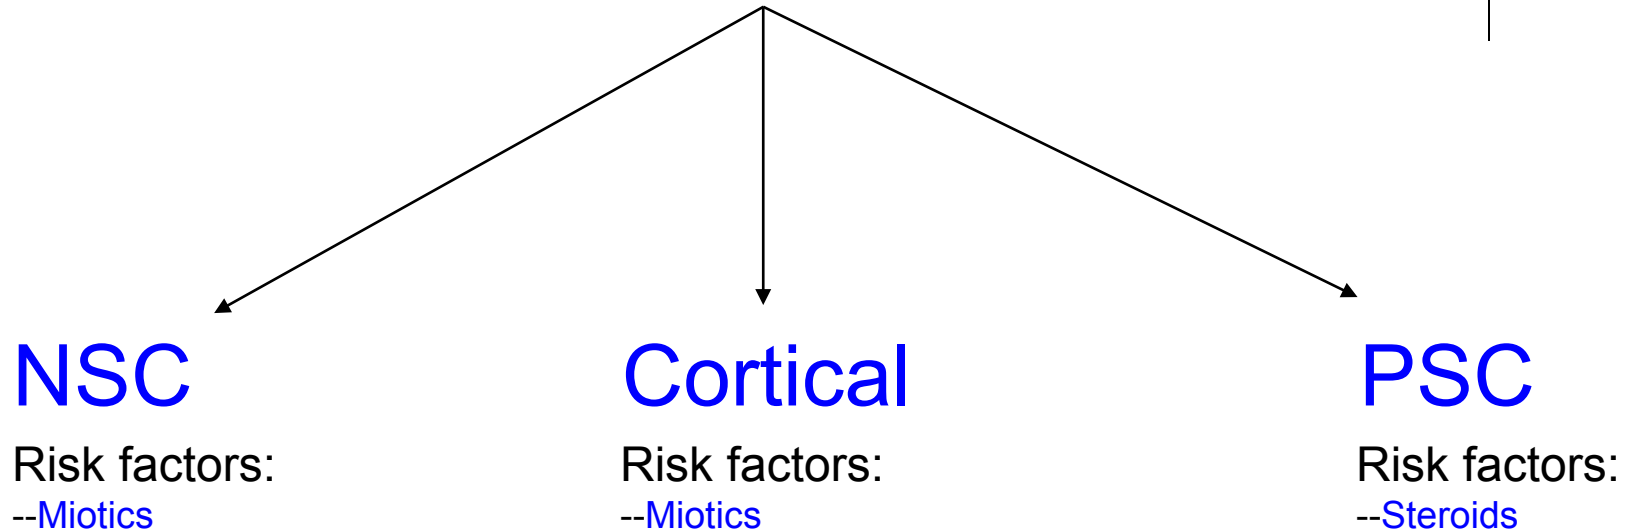 NSC Cortical PSC
Risk factors: Risk factors: Risk factors:
--Miotics --Miotics --Steroids